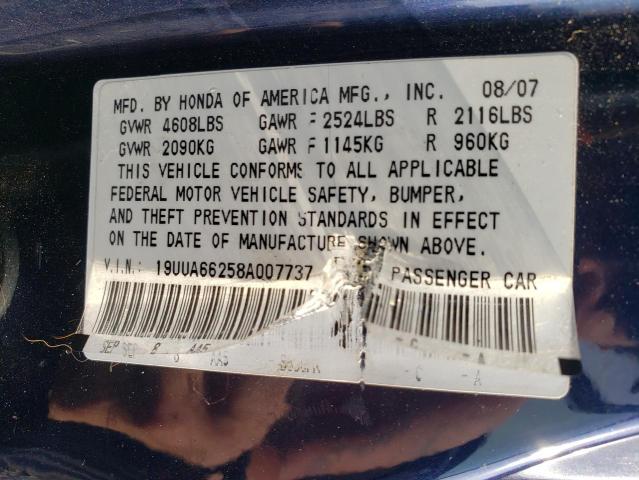 MFD. BY HONDA OF AMERICA MFG., INC. 08/07
GVWR 4608LBS GAWR F 2524LBS R 2116LBS
GVWR 2090KG GAWR F 1145KG R 960KG
THIS VEHICLE CONFORMS TO ALL APPLICABLE
FEDERAL MOTOR VEHICLE SAFETY, BUMPER,
AND THEFT PREVENTION STANDARDS IN EFFECT
ON THE DATE OF MANUFACTURE SHOWN ABOVE.
V.I.N.: 19UUA66258A007737 PASSENGER CAR
- C - A